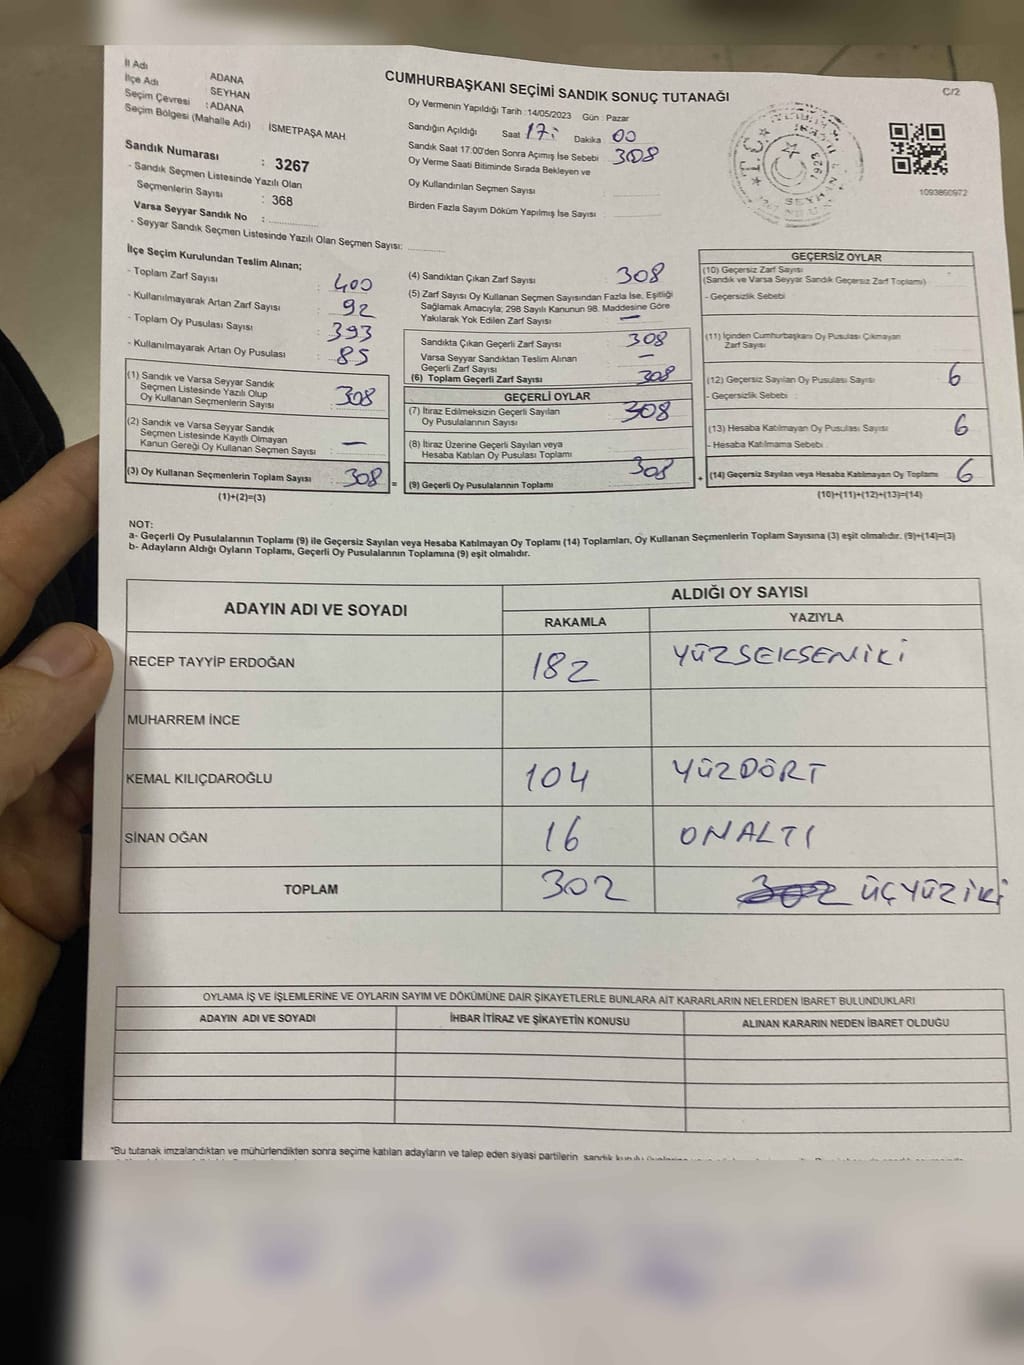 İl Adı
İlçe Adı
Seçim Çevresi
Seçim Bölgesi (Mahalle Adı)
ADANA
: SEYHAN
: ADANA
: İSMETPAŞA MAH
CUMHURBAŞKANI SEÇİMİ SANDIK SONUÇ TUTANAĞI
C/2
Oy Vermenin Yapıldığı Tarih : 14/05/2023 Gün : Pazar
Sandığın Açıldığı Saat 17: Dakika 00
Sandık Saat 17:00'den Sonra Açımış İse Sebebi 308
Oy Verme Saati Bitiminde Sırada Bekleyen ve
Oy Kullandırılan Seçmen Sayısı
Birden Fazla Sayım Döküm Yapılmış İse Sayısı
1093860972
Sandık Numarası : 3267
- Sandık Seçmen Listesinde Yazılı Olan
Seçmenlerin Sayısı : 368
Varsa Seyyar Sandık No :
- Seyyar Sandık Seçmen Listesinde Yazılı Olan Seçmen Sayısı:
İlçe Seçim Kurulundan Teslim Alınan;
- Toplam Zarf Sayısı : 400
- Kullanılmayarak Artan Zarf Sayısı : 92
- Toplam Oy Pusulası Sayısı : 393
- Kullanılmayarak Artan Oy Pusulası : 85
(1) Sandık ve Varsa Seyyar Sandık
Seçmen Listesinde Yazılı Olup
Oy Kullanan Seçmenlerin Sayısı : 308
(2) Sandık ve Varsa Seyyar Sandık
Seçmen Listesinde Kayıtlı Olmayan
Kanun Gereği Oy Kullanan Seçmen Sayısı : —
(3) Oy Kullanan Seçmenlerin Toplam Sayısı : 308
(1)+(2)=(3)
=
(4) Sandıktan Çıkan Zarf Sayısı : 308
(5) Zarf Sayısı Oy Kullanan Seçmen Sayısından Fazla İse, Eşitliği
Sağlamak Amacıyla; 298 Sayılı Kanunun 98. Maddesine Göre
Yakılarak Yok Edilen Zarf Sayısı : —
Sandıkta Çıkan Geçerli Zarf Sayısı : 308
Varsa Seyyar Sandıktan Teslim Alınan
Geçerli Zarf Sayısı : —
(6) Toplam Geçerli Zarf Sayısı : 308
GEÇERLİ OYLAR
(7) İtiraz Edilmeksizin Geçerli Sayılan
Oy Pusulalarının Sayısı : 308
(8) İtiraz Üzerine Geçerli Sayılan veya
Hesaba Katılan Oy Pusulası Toplamı
(9) Geçerli Oy Pusulalarının Toplamı : 308
+
GEÇERSİZ OYLAR
(10) Geçersiz Zarf Sayısı
(Sandık ve Varsa Seyyar Sandık Geçersiz Zarf Toplamı)
- Geçersizlik Sebebi
(11) İçinden Cumhurbaşkanı Oy Pusulası Çıkmayan
Zarf Sayısı
(12) Geçersiz Sayılan Oy Pusulası Sayısı 6
- Geçersizlik Sebebi :
(13) Hesaba Katılmayan Oy Pusulası Sayısı : 6
- Hesaba Katılmama Sebebi :
(14) Geçersiz Sayılan veya Hesaba Katılmayan Oy Toplamı : 6
(10)+(11)+(12)+(13)=(14)
NOT:
a- Geçerli Oy Pusulalarının Toplamı (9) ile Geçersiz Sayılan veya Hesaba Katılmayan Oy Toplamı (14) Toplamları, Oy Kullanan Seçmenlerin Toplam Sayısına (3) eşit olmalıdır. (9)+(14)=(3)
b- Adayların Aldığı Oyların Toplamı, Geçerli Oy Pusulalarının Toplamına (9) eşit olmalıdır.
ADAYIN ADI VE SOYADI
ALDIĞI OY SAYISI
RAKAMLA YAZIYLA
RECEP TAYYİP ERDOĞAN 182 YÜZSEKSENİKİ
MUHARREM İNCE
KEMAL KILIÇDAROĞLU 104 YÜZDÖRT
SİNAN OĞAN 16 ONALTI
TOPLAM 302 302 ÜÇYÜZİKİ
OYLAMA İŞ VE İŞLEMLERİNE VE OYLARIN SAYIM VE DÖKÜMÜNE DAİR ŞİKAYETLERLE BUNLARA AİT KARARLARIN NELERDEN İBARET BULUNDUKLARI
ADAYIN ADI VE SOYADI İHBAR İTİRAZ VE ŞİKAYETİN KONUSU ALINAN KARARIN NEDEN İBARET OLDUĞU
*Bu tutanak imzalandıktan ve mühürlendikten sonra seçime katılan adayların ve talep eden siyasi partilerin